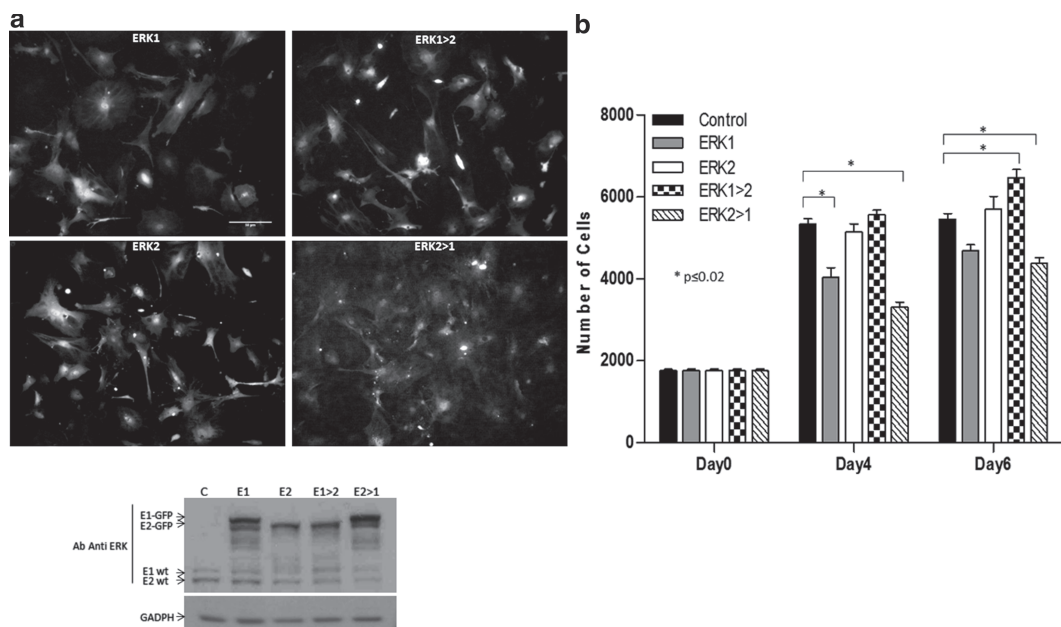 a
ERK1
ERK1>2
ERK2
ERK2>1
C E1 E2 E1>2 E2>1
E1-GFP
E2-GFP
Ab Anti ERK
E1 wt
E2 wt
GADPH
b
Number of Cells
8000
6000
4000
2000
0
Control
ERK1
ERK2
ERK1>2
ERK2>1
* p≤0.02
*
*
*
*
Day0 Day4 Day6